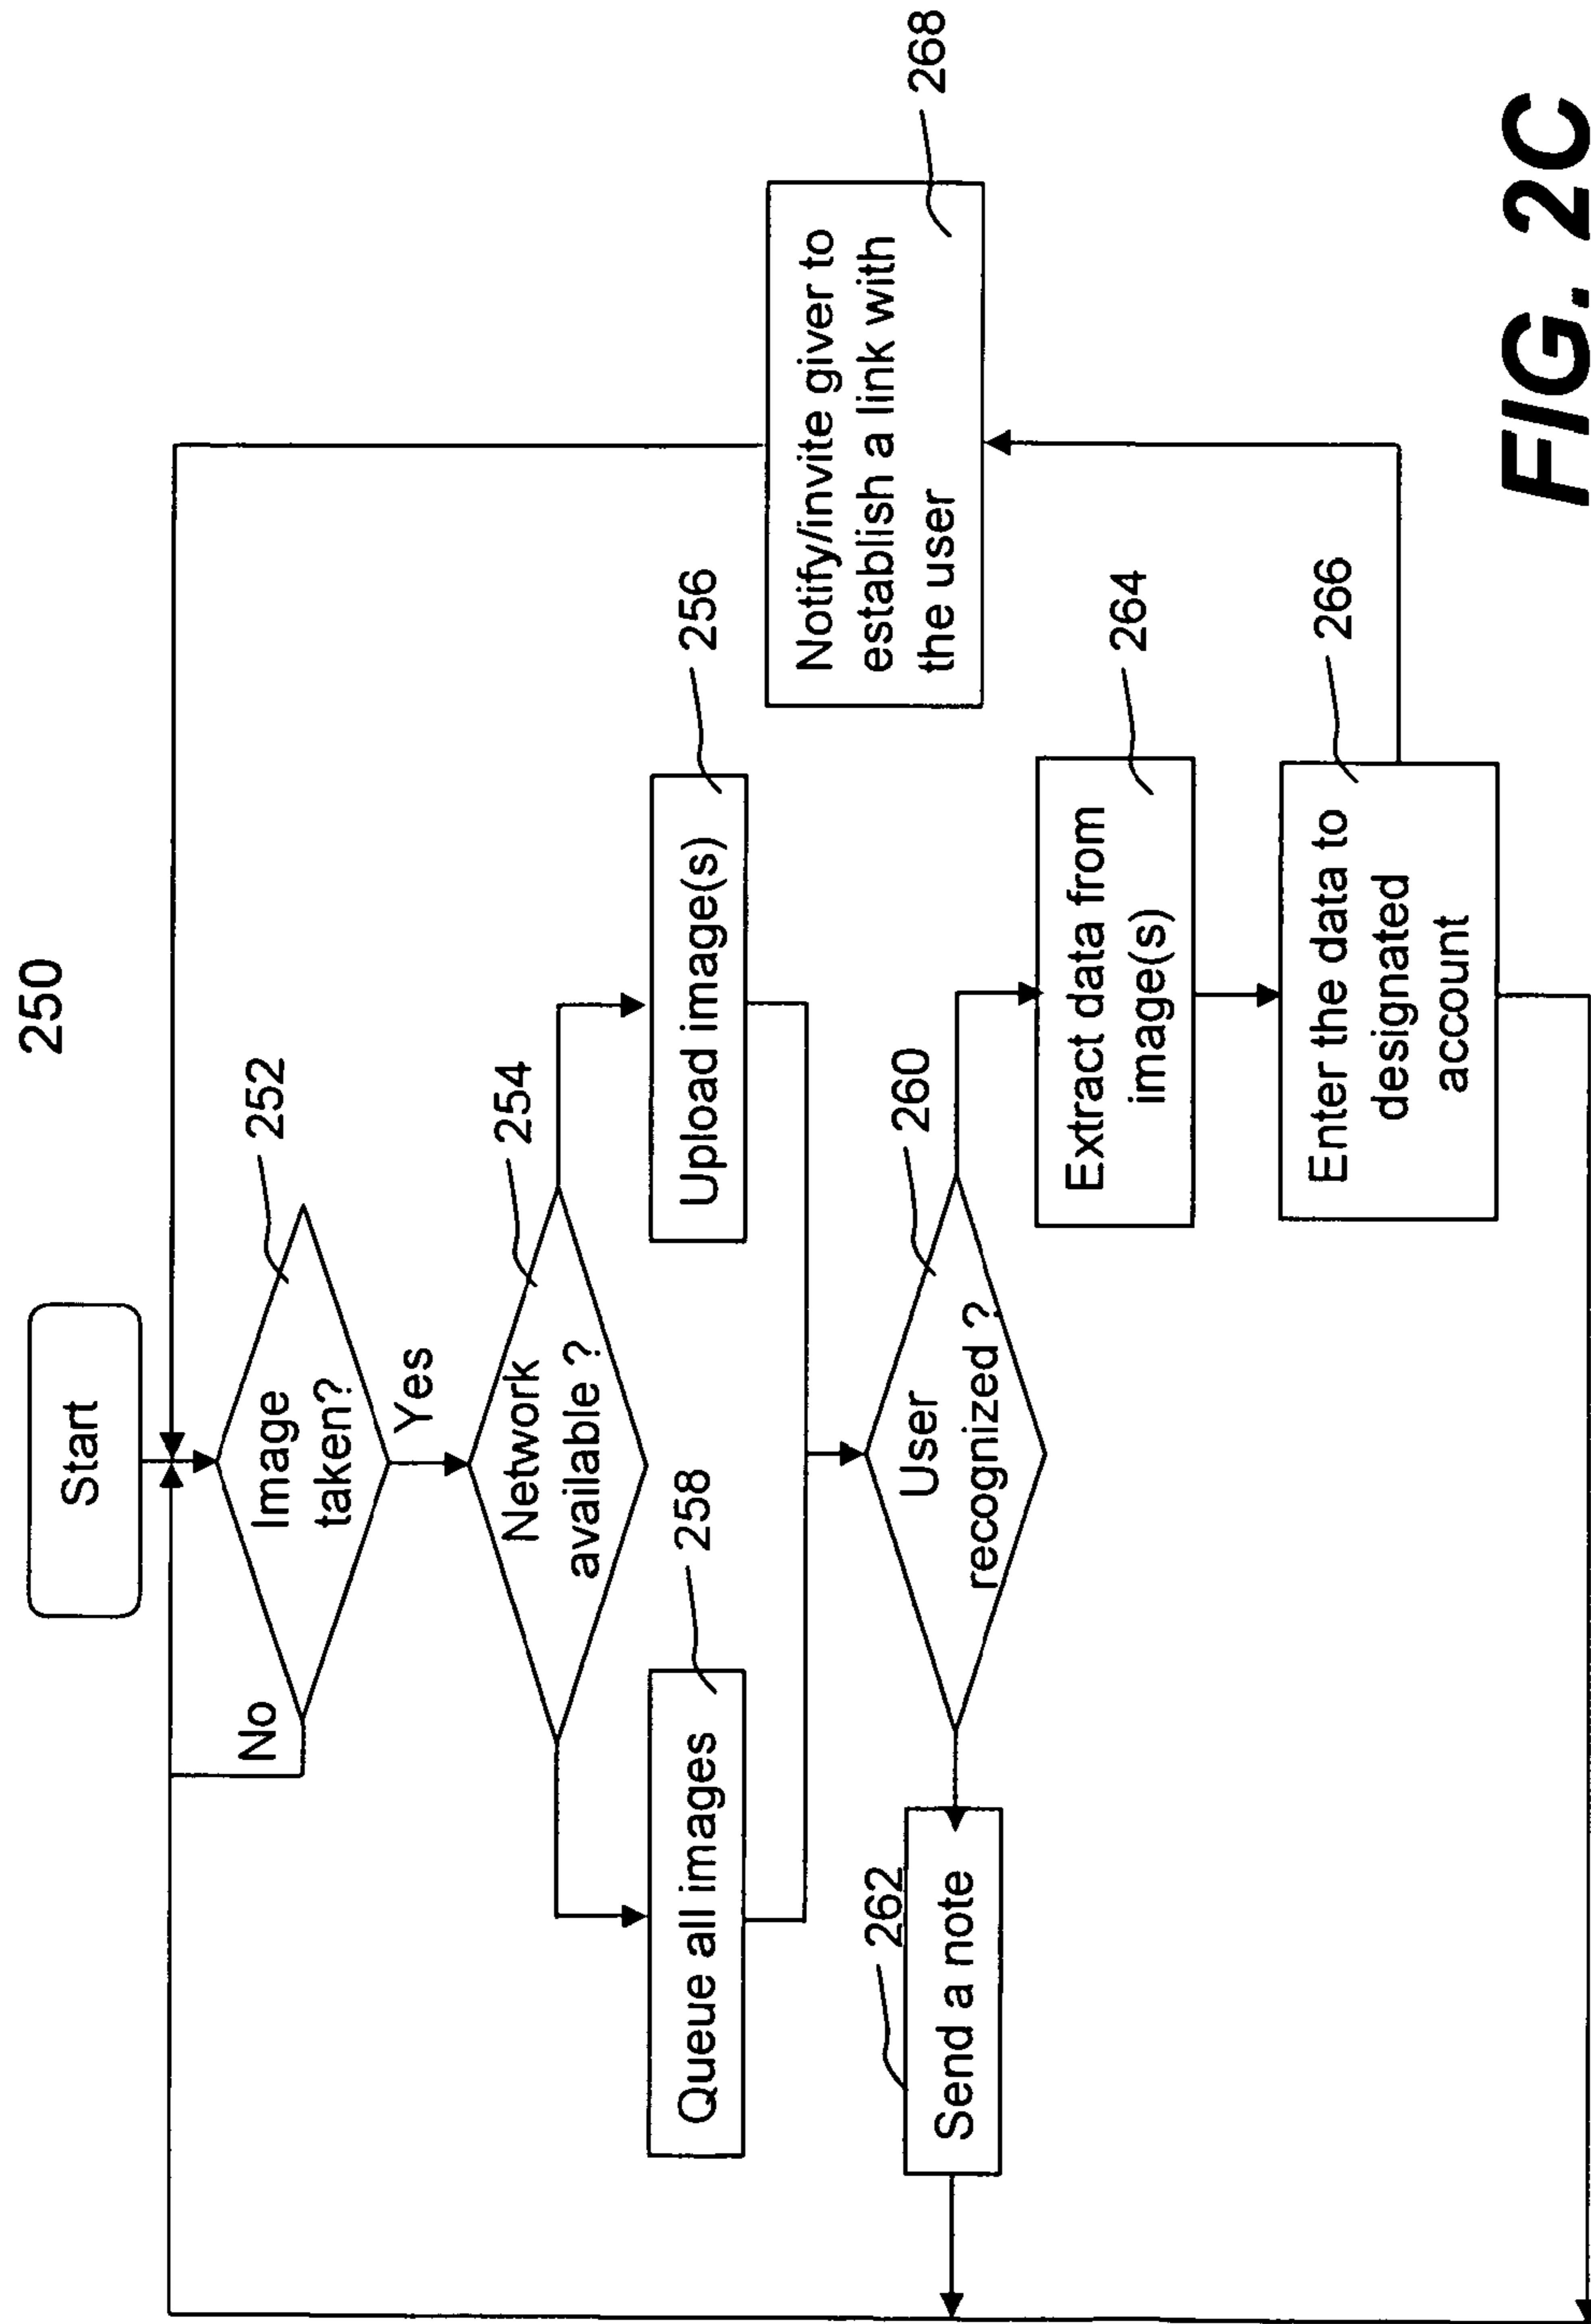 250
Start
252
Image
taken?
No
Yes
254
Network
available ?
258
256
Queue all images
Upload image(s)
260
User
recognized ?
262
Send a note
264
Extract data from
image(s)
266
Enter the data to
designated
account
268
Notify/invite giver to
establish a link with
the user
FIG. 2C